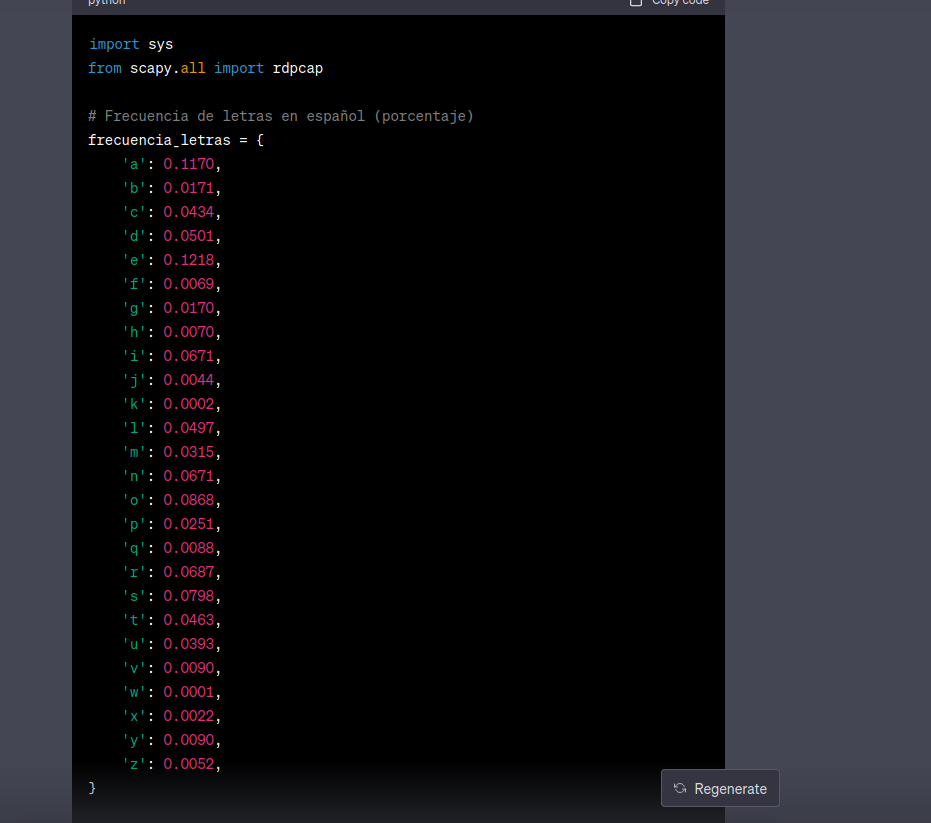 python
Copy code
import sys
from scapy.all import rdpcap
# Frecuencia de letras en español (porcentaje)
frecuencia_letras = {
'a': 0.1170,
'b': 0.0171,
'c': 0.0434,
'd': 0.0501,
'e': 0.1218,
'f': 0.0069,
'g': 0.0170,
'h': 0.0070,
'i': 0.0671,
'j': 0.0044,
'k': 0.0002,
'l': 0.0497,
'm': 0.0315,
'n': 0.0671,
'o': 0.0868,
'p': 0.0251,
'q': 0.0088,
'r': 0.0687,
's': 0.0798,
't': 0.0463,
'u': 0.0393,
'v': 0.0090,
'w': 0.0001,
'x': 0.0022,
'y': 0.0090,
'z': 0.0052,
}
Regenerate